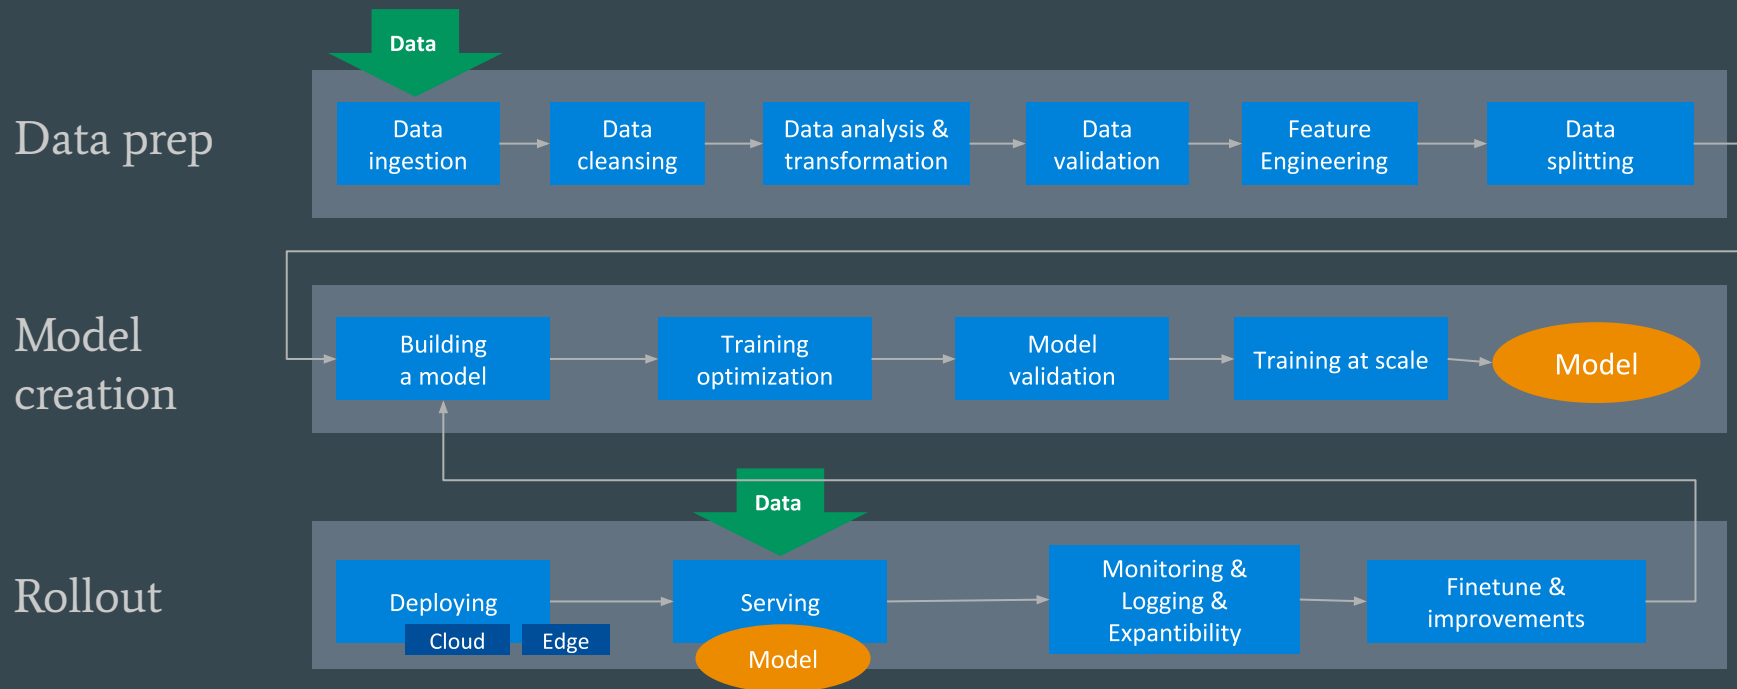 Data
Data prep
Data
ingestion
Data
cleansing
Data analysis &
transformation
Data
validation
Feature
Engineering
Data
splitting
Model
creation
Building
a model
Training
optimization
Model
validation
Training at scale
Model
Data
Rollout
Deploying
Cloud
Edge
Serving
Model
Monitoring &
Logging &
Expantibility
Finetune &
improvements